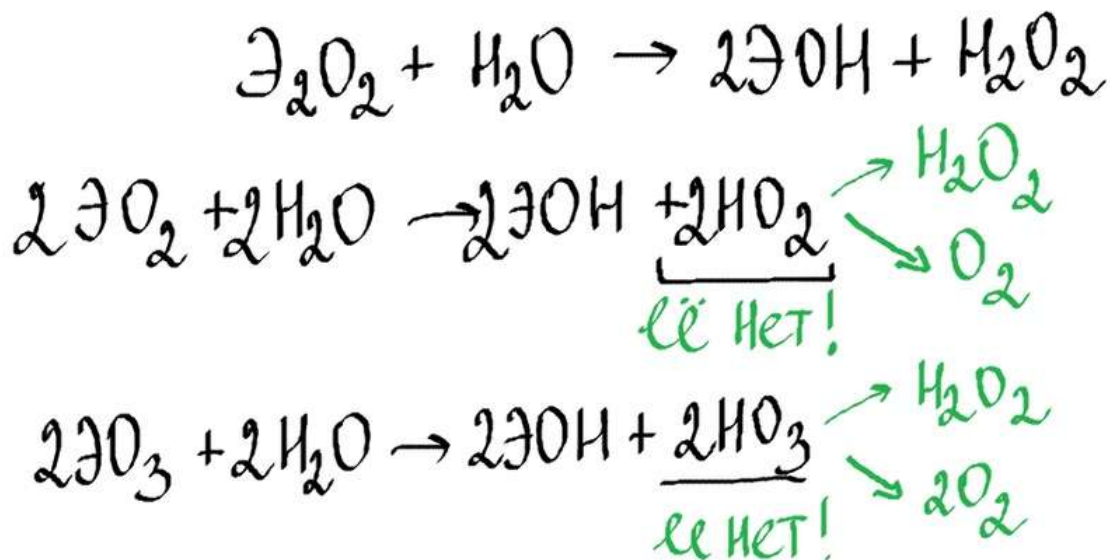 Э₂O₂ + H₂O → 2ЭOH + H₂O₂
H₂O₂
2ЭO₂ + 2H₂O → 2ЭOH + 2HO₂
O₂
её нет!
H₂O₂
2ЭO₃ + 2H₂O → 2ЭOH + 2HO₃
2O₂
ее нет!